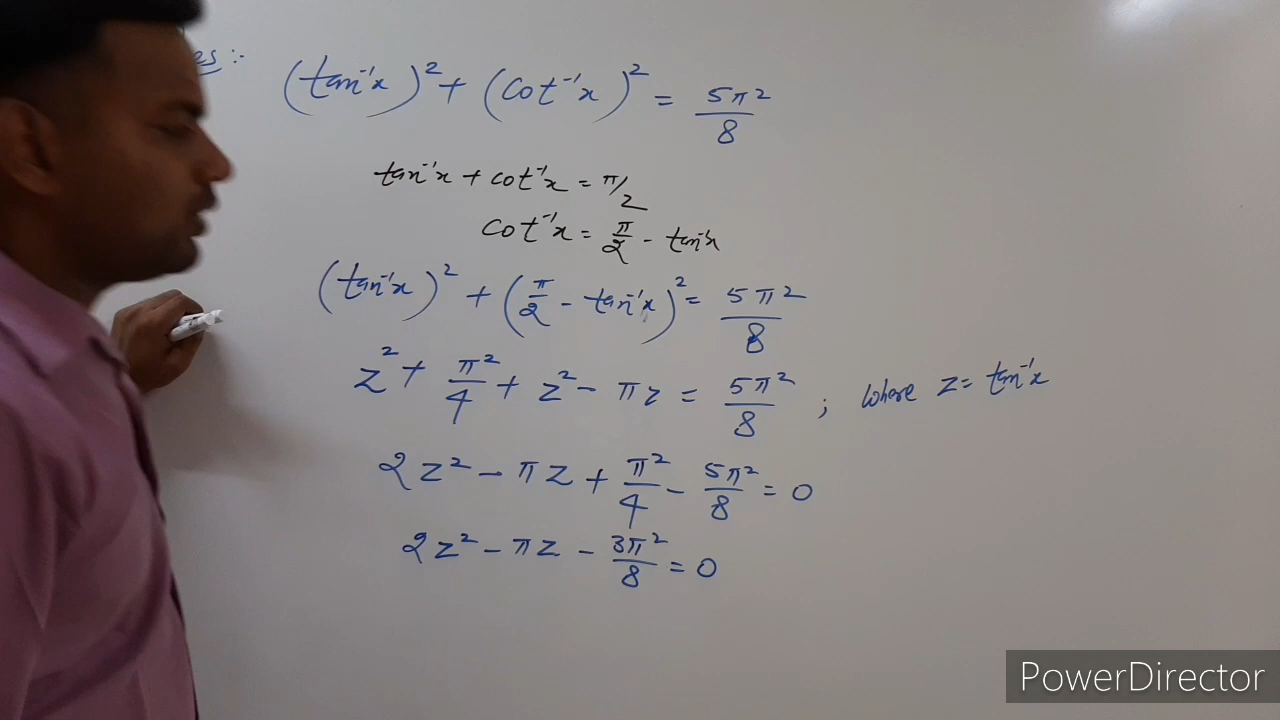 (tan⁻¹x)² + (cot⁻¹x)² = 5π²/8
tan⁻¹x + cot⁻¹x = π/2
cot⁻¹x = π/2 - tan⁻¹x
(tan⁻¹x)² + (π/2 - tan⁻¹x)² = 5π²/8
z² + π²/4 + z² - πz = 5π²/8 ; where z = tan⁻¹x
2z² - πz + π²/4 - 5π²/8 = 0
2z² - πz - 3π²/8 = 0
PowerDirector